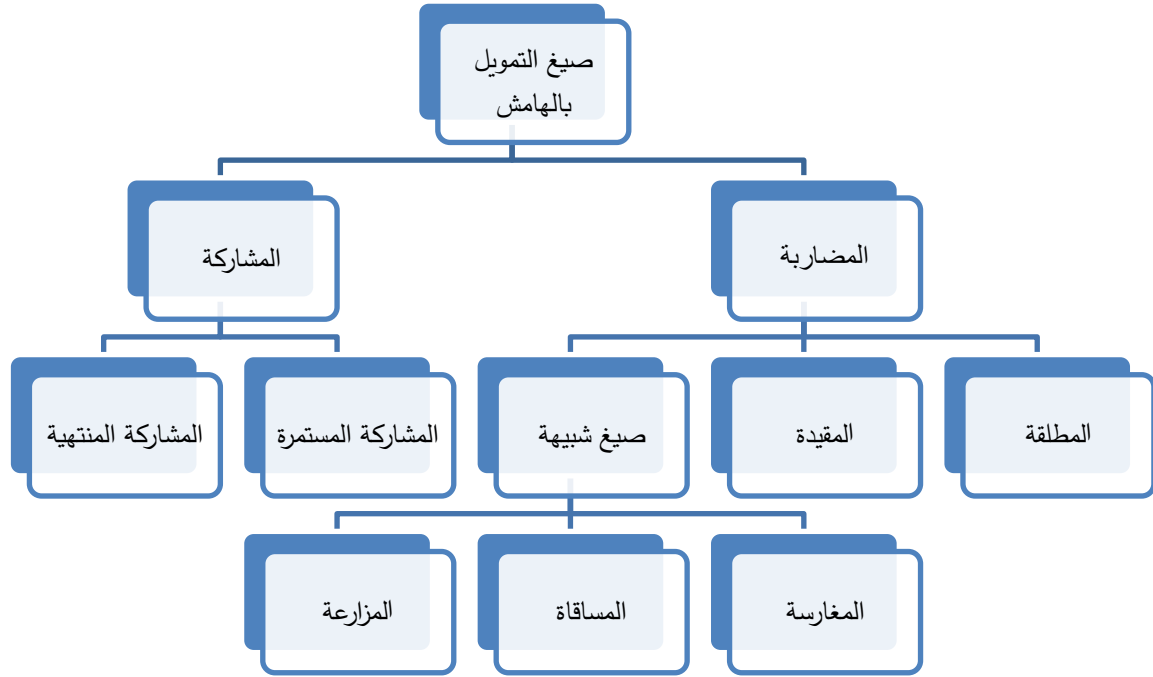 صيغ التمويل
بالهامش
المضاربة
المشاركة
المطلقة
المقيدة
صيغ شبيهة
المشاركة المستمرة
المشاركة المنتهية
المغارسة
المساقاة
المزارعة